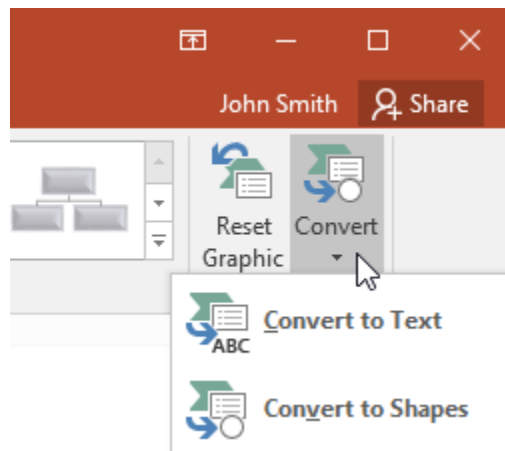 John Smith Share
Reset Convert
Graphic
Convert to Text
ABC
Convert to Shapes